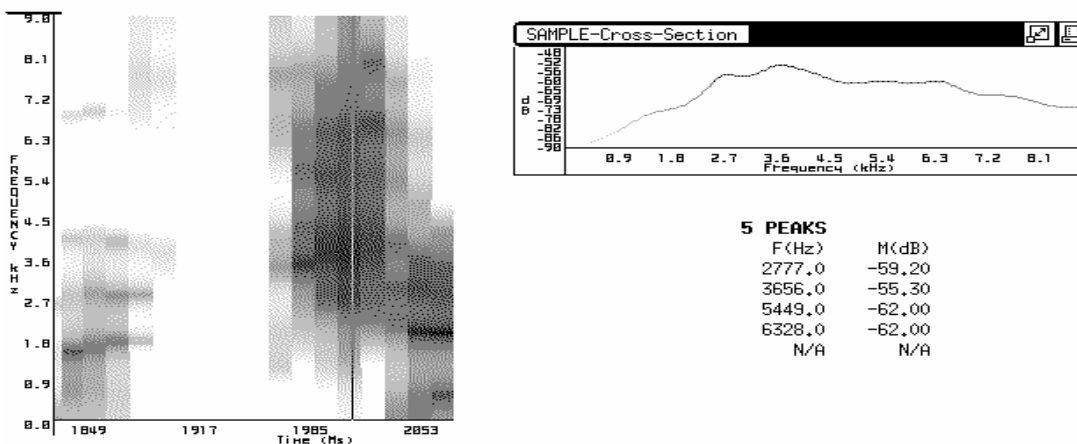 9.0
8.1
7.2
6.3
5.4
4.5
3.6
2.7
1.8
0.9
0.0
FREQUENCY kHz
1849 1917 1985 2053
Time (Ms)
SAMPLE-Cross-Section
-48
-52
-56
-60
-65
-69
-73
-78
-82
-86
-90
dB
0.9 1.8 2.7 3.6 4.5 5.4 6.3 7.2 8.1
Frequency (kHz)
5 PEAKS
F(Hz) M(dB)
2777.0 -59.20
3656.0 -55.30
5449.0 -62.00
6328.0 -62.00
N/A N/A